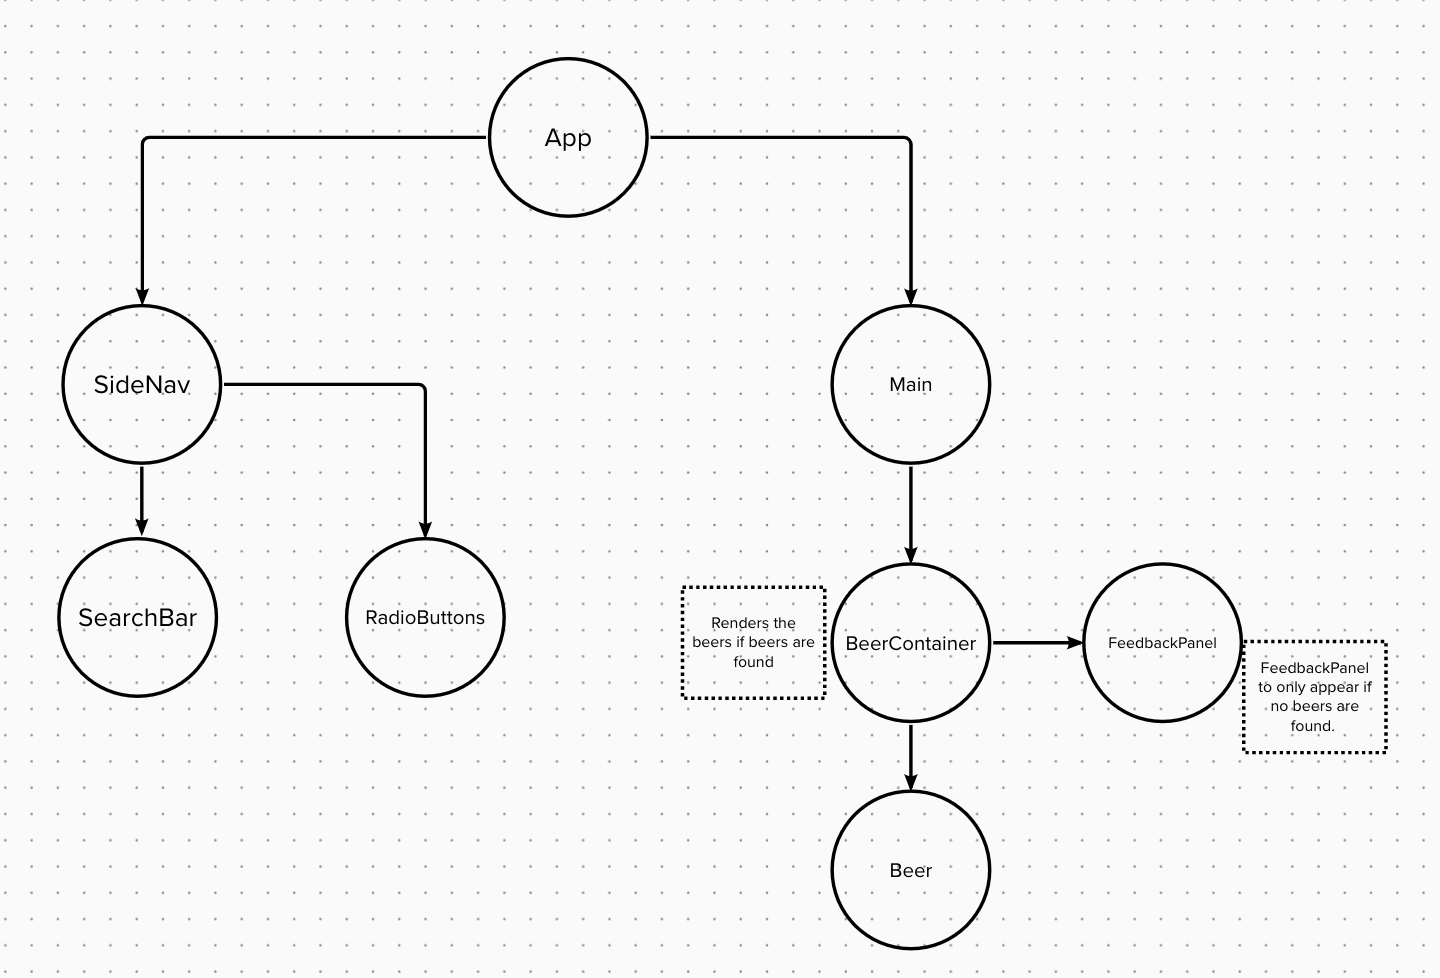 App
SideNav
Main
SearchBar
RadioButtons
Renders the
beers if beers are
found
BeerContainer
FeedbackPanel
FeedbackPanel
to only appear if
no beers are
found.
Beer